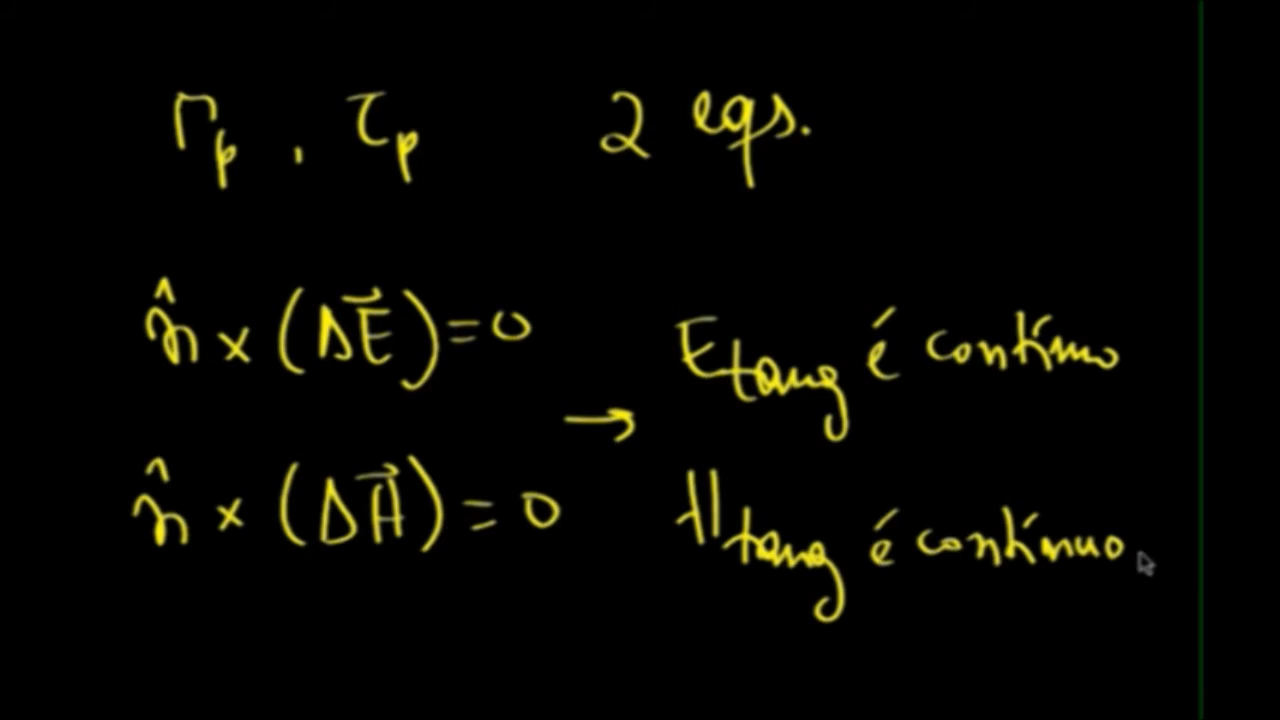 Γp , τp 2 eqs.
n̂ × (ΔE⃗) = 0 Etang é contínuo
→
n̂ × (ΔH⃗) = 0 Htang é contínuo